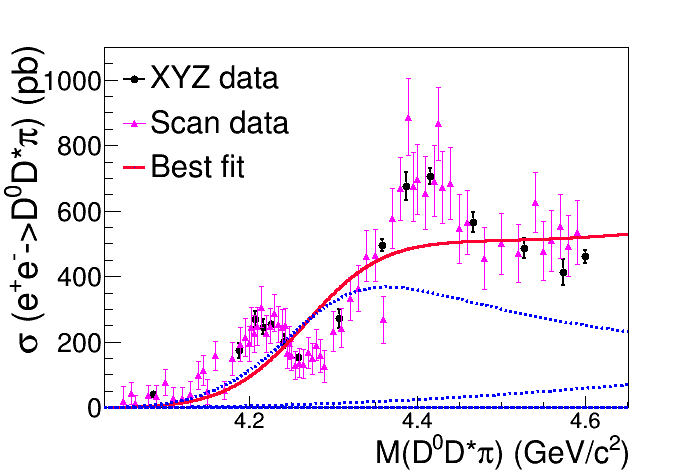 σ (e⁺e⁻->D⁰D*π) (pb)
1000
800
600
400
200
0
XYZ data
Scan data
Best fit
4.2 4.4 4.6
M(D⁰D*π) (GeV/c²)